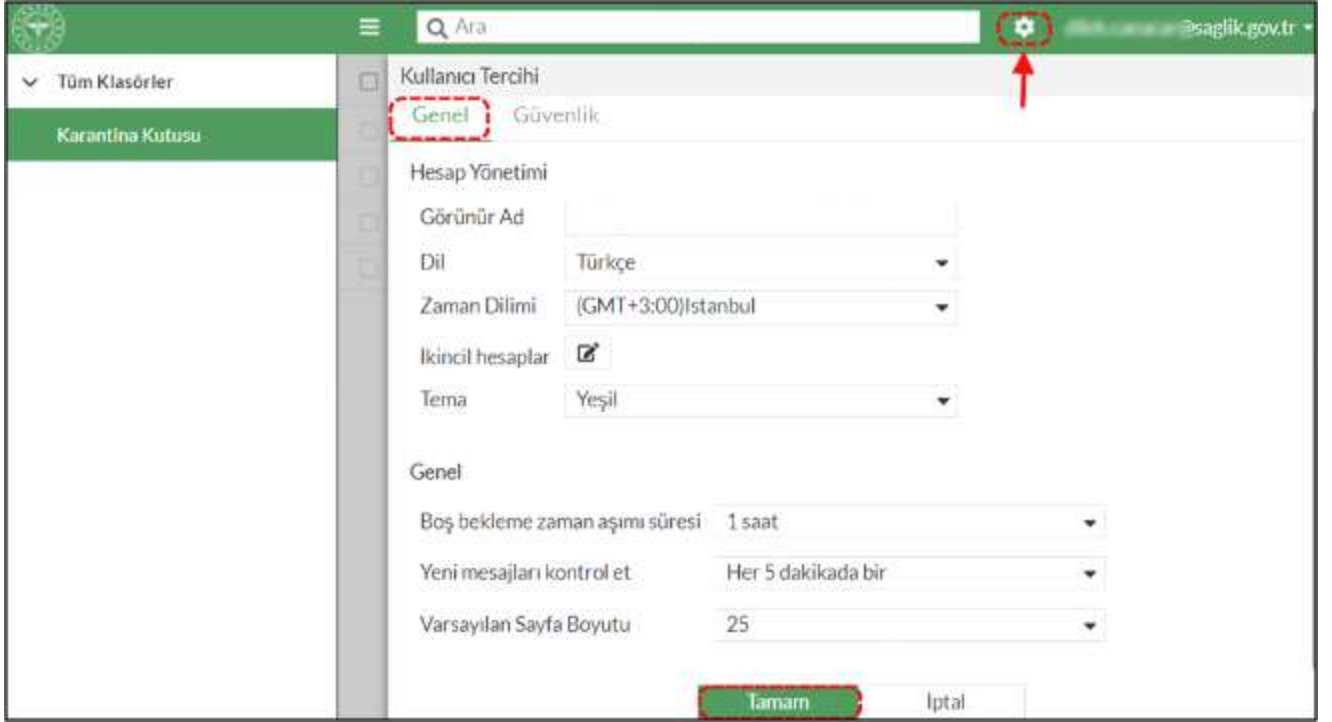 Ara
@saglik.gov.tr
Tüm Klasörler
Karantina Kutusu
Kullanıcı Tercihi
Genel Güvenlik
Hesap Yönetimi
Görünür Ad
Dil Türkçe
Zaman Dilimi (GMT+3:00)Istanbul
İkincil hesaplar
Tema Yeşil
Genel
Boş bekleme zaman aşımı süresi 1 saat
Yeni mesajları kontrol et Her 5 dakikada bir
Varsayılan Sayfa Boyutu 25
Tamam İptal